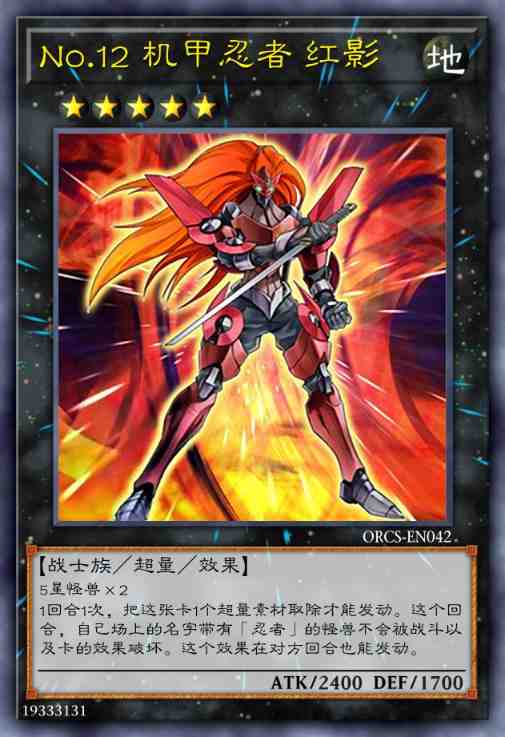 No.12 机甲忍者 红影
地
ORCS-EN042
【战士族／超量／效果】
5星怪兽×2
1回合1次，把这张卡1个超量素材取除才能发动。这个回
合，自己场上的名字带有「忍者」的怪兽不会被战斗以
及卡的效果破坏。这个效果在对方回合也能发动。
ATK/2400 DEF/1700
19333131